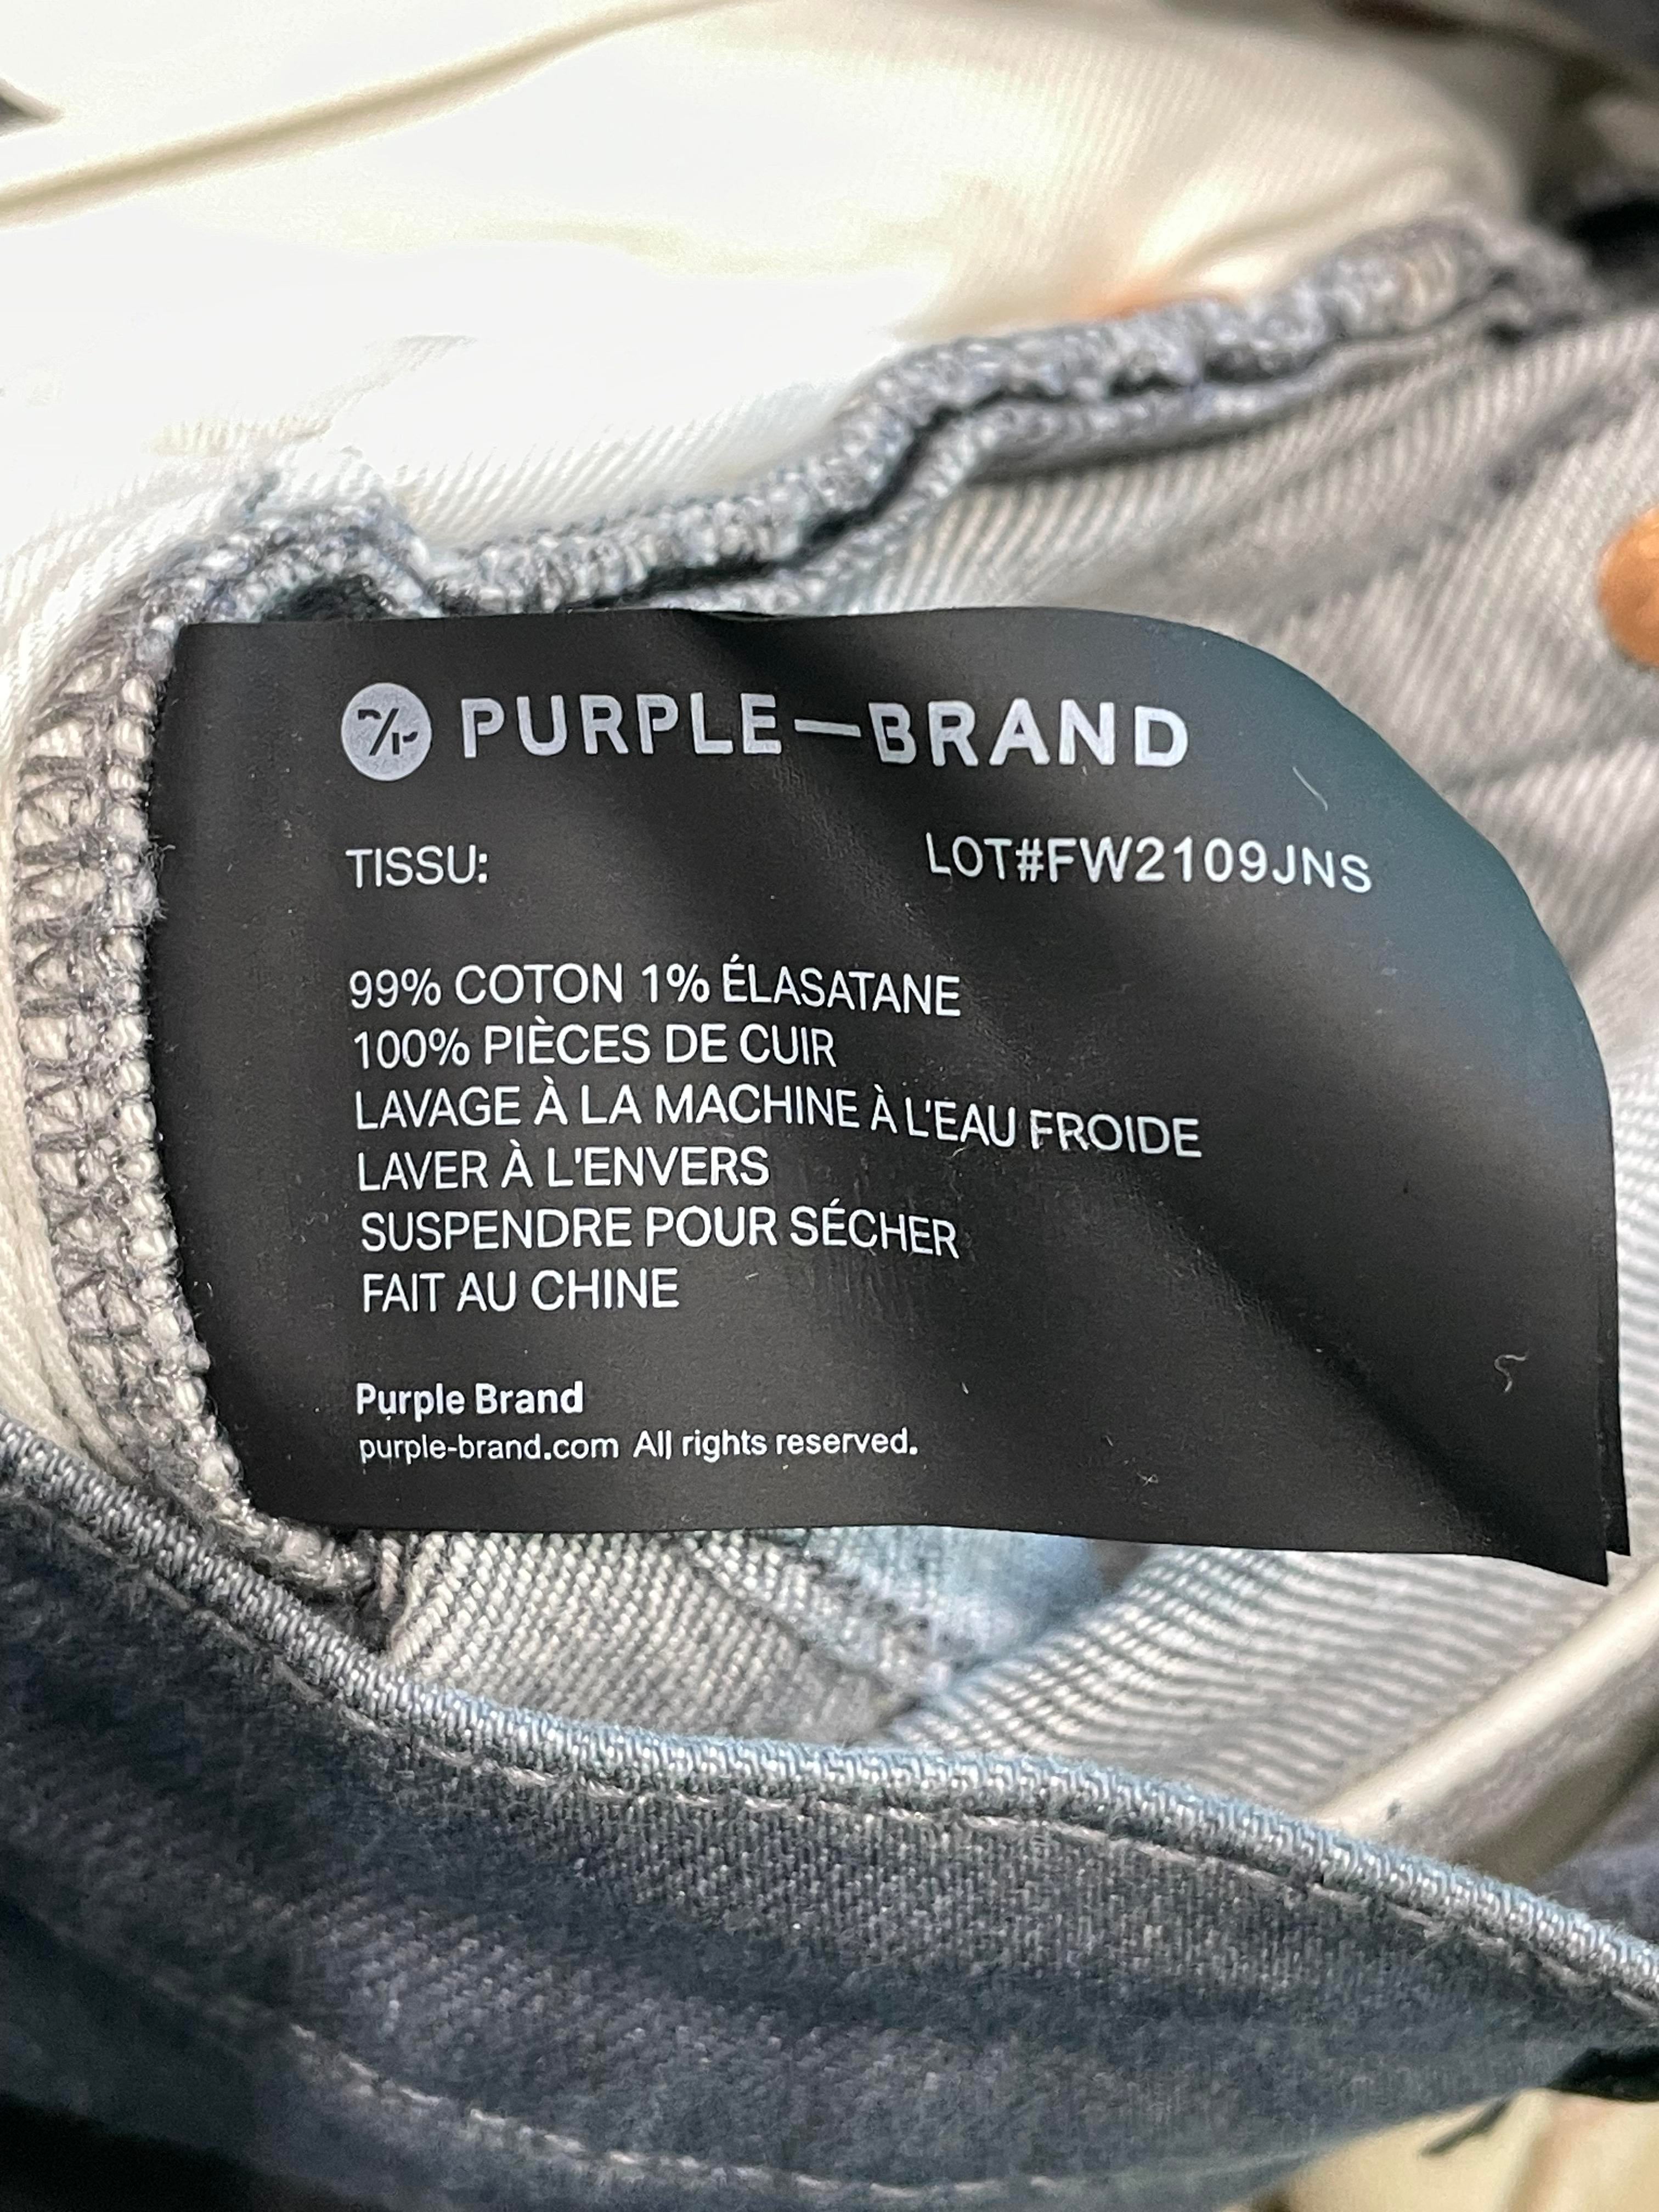 PURPLE—BRAND
TISSU:
LOT#FW2109JNS
99% COTON 1% ÉLASATANE
100% PIÈCES DE CUIR
LAVAGE À LA MACHINE À L'EAU FROIDE
LAVER À L'ENVERS
SUSPENDRE POUR SÉCHER
FAIT AU CHINE
Purple Brand
purple-brand.com All rights reserved.